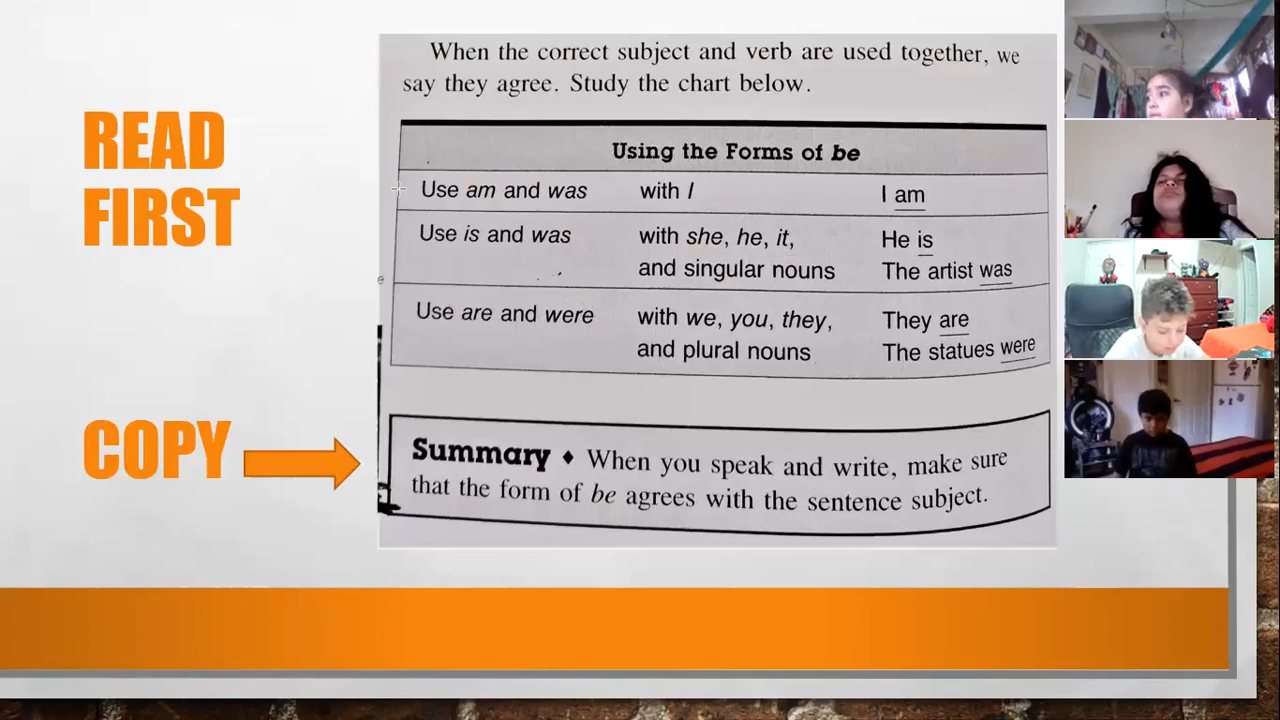 READ
FIRST
COPY
When the correct subject and verb are used together, we
say they agree. Study the chart below.
Using the Forms of be
Use am and was with I I am
Use is and was with she, he, it, He is
and singular nouns The artist was
Use are and were with we, you, they, They are
and plural nouns The statues were
Summary ♦ When you speak and write, make sure
that the form of be agrees with the sentence subject.